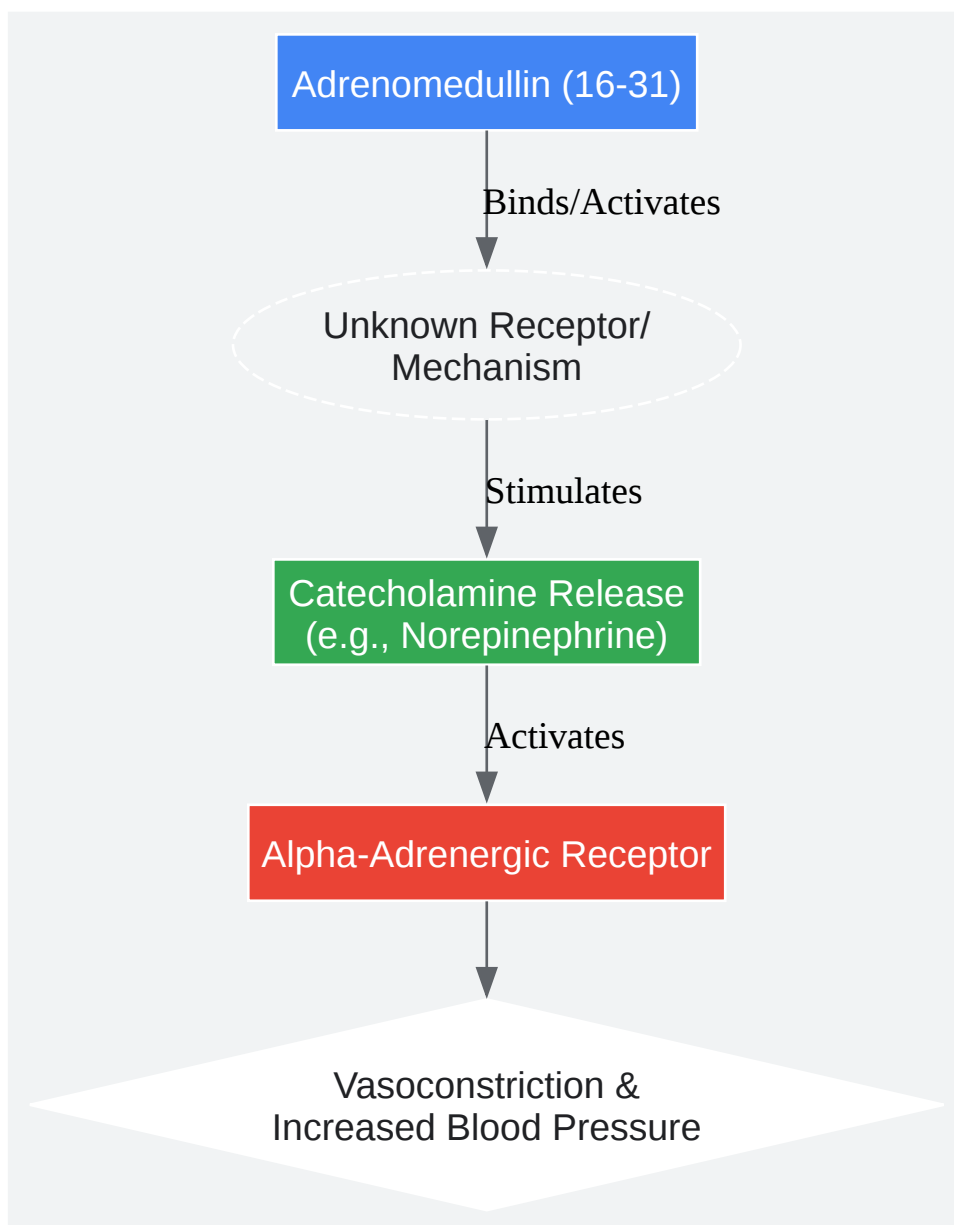 Adrenomedullin (16-31)
Binds/Activates
Unknown Receptor/
Mechanism
Stimulates
Catecholamine Release
(e.g., Norepinephrine)
Activates
Alpha-Adrenergic Receptor
Vasoconstriction &
Increased Blood Pressure